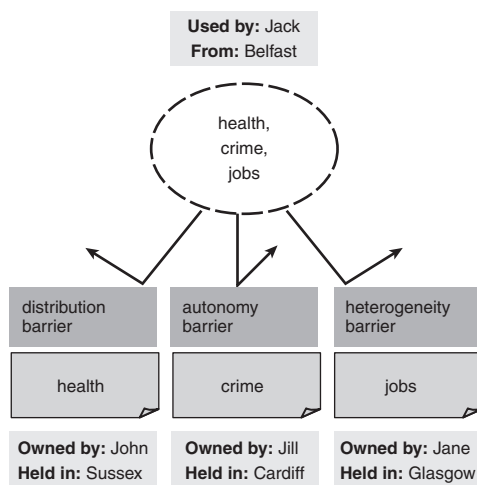 Used by: Jack
From: Belfast
health,
crime,
jobs
distribution
barrier
autonomy
barrier
heterogeneity
barrier
health
crime
jobs
Owned by: John
Held in: Sussex
Owned by: Jill
Held in: Cardiff
Owned by: Jane
Held in: Glasgow